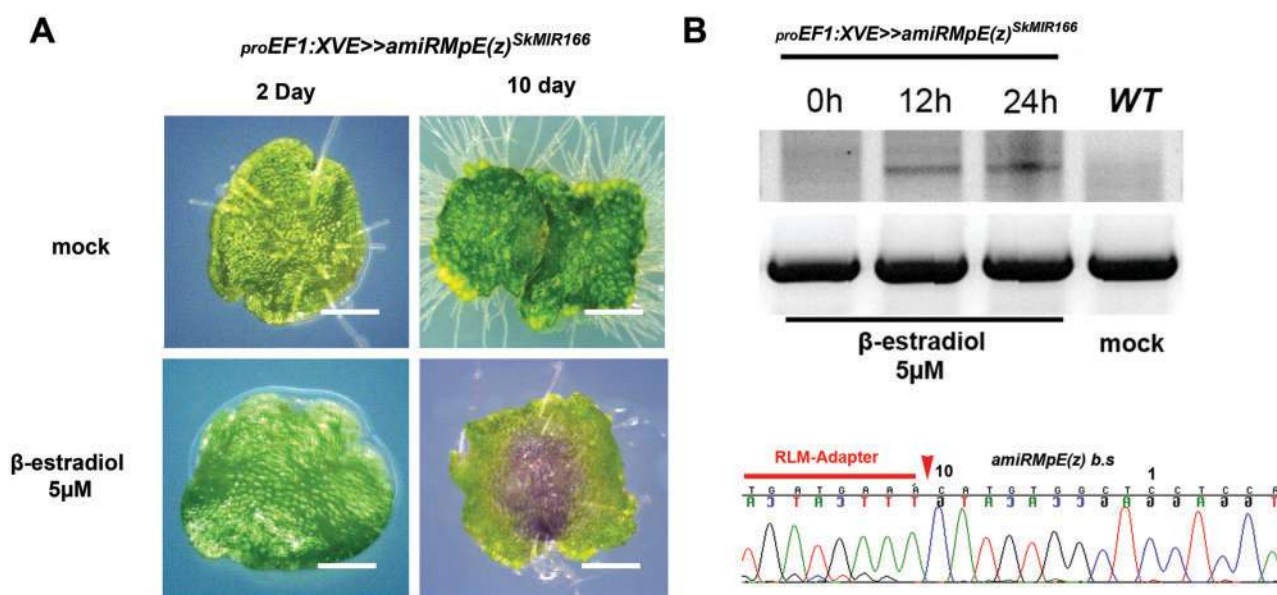 A
proEF1:XVE>>amiRMpE(z)^SkMIR166
2 Day 10 day
mock
β-estradiol
5µM
B
proEF1:XVE>>amiRMpE(z)^SkMIR166
0h 12h 24h WT
β-estradiol
5µM
mock
RLM-Adapter 10 amiRMpE(z) b.s 1
T G A T G A A A C A T G T G G C T C C T C C A